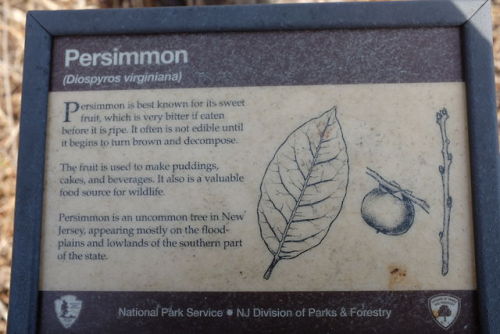 Persimmon
(Diospyros virginiana)
Persimmon is best known for its sweet
fruit, which is very bitter if eaten
before it is ripe. It often is not edible until
it begins to turn brown and decompose.
The fruit is used to make puddings,
cakes, and beverages. It also is a valuable
food source for wildlife.
Persimmon is an uncommon tree in New
Jersey, appearing mostly on the flood-
plains and lowlands of the southern part
of the state.
National Park Service • NJ Division of Parks & Forestry